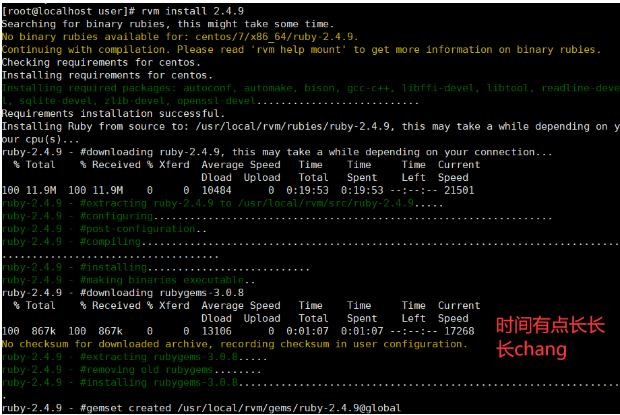 [root@localhost user]# rvm install 2.4.9
Searching for binary rubies, this might take some time.
No binary rubies available for: centos/7/x86_64/ruby-2.4.9.
Continuing with compilation. Please read 'rvm help mount' to get more information on binary rubies.
Checking requirements for centos.
Installing requirements for centos.
Installing required packages: autoconf, automake, bison, gcc-c++, libffi-devel, libtool, readline-deve
l, sqlite-devel, zlib-devel, openssl-devel...........................
Requirements installation successful.
Installing Ruby from source to: /usr/local/rvm/rubies/ruby-2.4.9, this may take a while depending on y
our cpu(s)...
ruby-2.4.9 - #downloading ruby-2.4.9, this may take a while depending on your connection...
% Total % Received % Xferd Average Speed Time Time Time Current
Dload Upload Total Spent Left Speed
100 11.9M 100 11.9M 0 0 10484 0 0:19:53 0:19:53 --:--:-- 21501
ruby-2.4.9 - #extracting ruby-2.4.9 to /usr/local/rvm/src/ruby-2.4.9.....
ruby-2.4.9 - #configuring.................................................................
ruby-2.4.9 - #post-configuration..
ruby-2.4.9 - #compiling..............................................................................
...................................
ruby-2.4.9 - #installing...........................
ruby-2.4.9 - #making binaries executable..
ruby-2.4.9 - #downloading rubygems-3.0.8
% Total % Received % Xferd Average Speed Time Time Time Current
Dload Upload Total Spent Left Speed
100 867k 100 867k 0 0 13106 0 0:01:07 0:01:07 --:--:-- 17268
No checksum for downloaded archive, recording checksum in user configuration.
ruby-2.4.9 - #extracting rubygems-3.0.8.....
ruby-2.4.9 - #removing old rubygems........
ruby-2.4.9 - #installing rubygems-3.0.8...............................................................
.
ruby-2.4.9 - #gemset created /usr/local/rvm/gems/ruby-2.4.9@global
时间有点长长
长chang